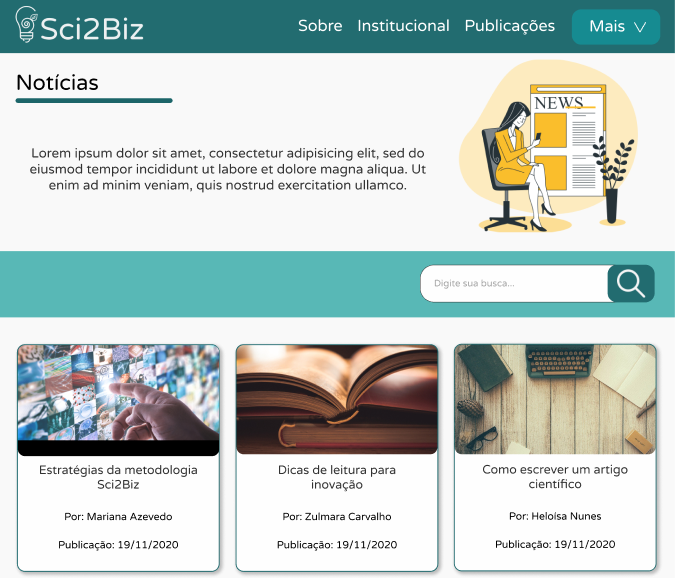 Sci2Biz
Sobre Institucional Publicações Mais
Notícias
NEWS
Lorem ipsum dolor sit amet, consectetur adipisicing elit, sed do
eiusmod tempor incididunt ut labore et dolore magna aliqua. Ut
enim ad minim veniam, quis nostrud exercitation ullamco.
Digite sua busca...
Estratégias da metodologia
Sci2Biz
Por: Mariana Azevedo
Publicação: 19/11/2020
Dicas de leitura para
inovação
Por: Zulmara Carvalho
Publicação: 19/11/2020
Como escrever um artigo
científico
Por: Heloísa Nunes
Publicação: 19/11/2020